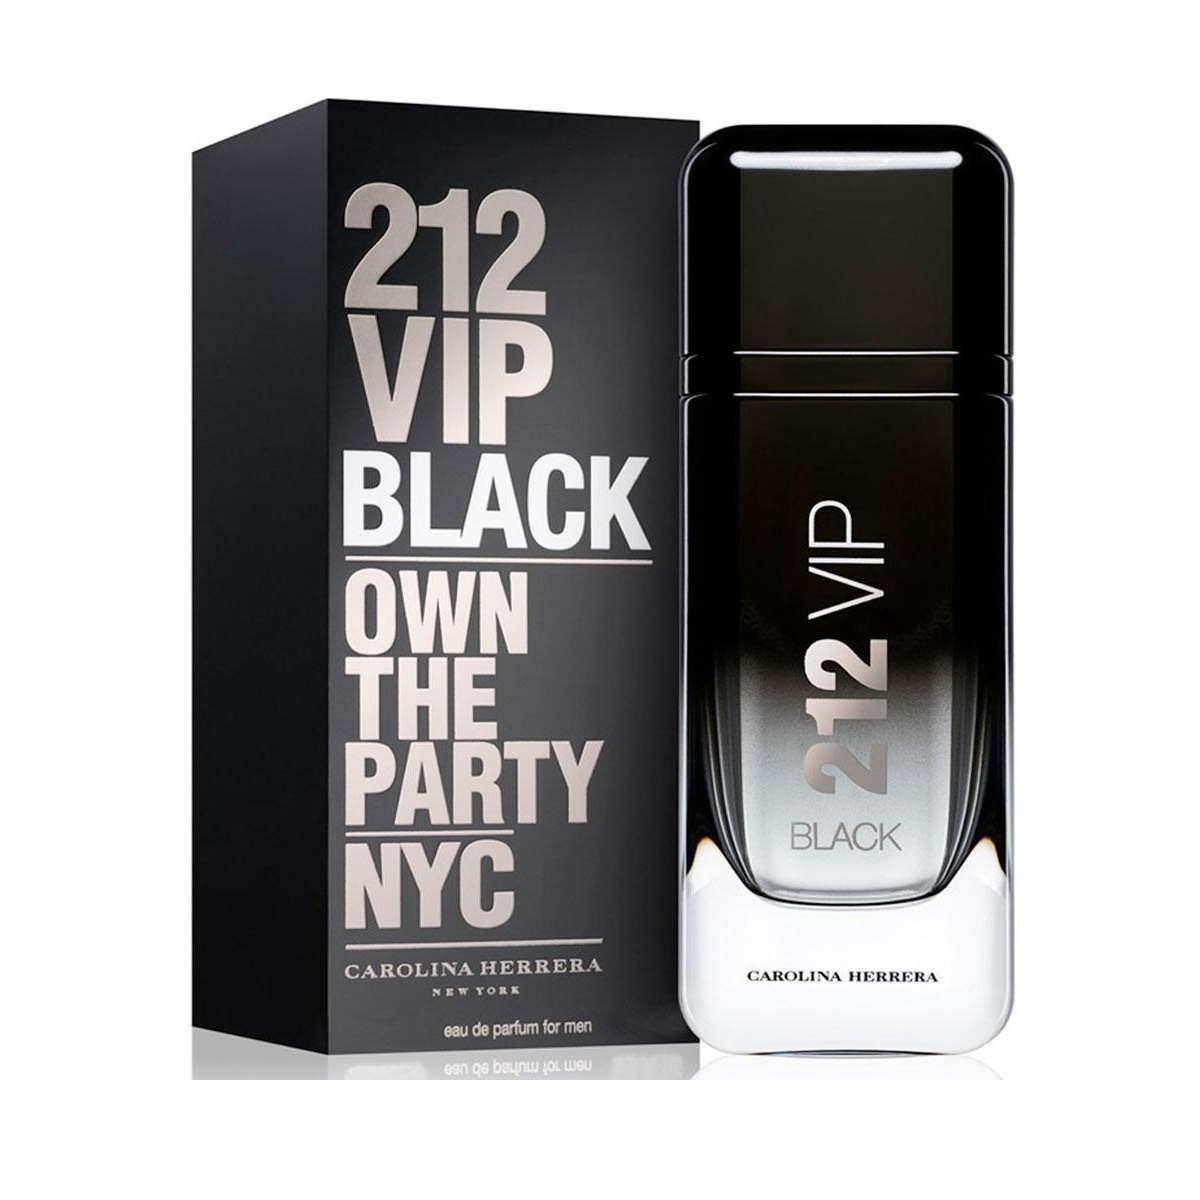 212
VIP
BLACK
OWN
THE
PARTY
NYC
CAROLINA HERRERA
NEW YORK
eau de parfum for men
212 VIP
BLACK
CAROLINA HERRERA